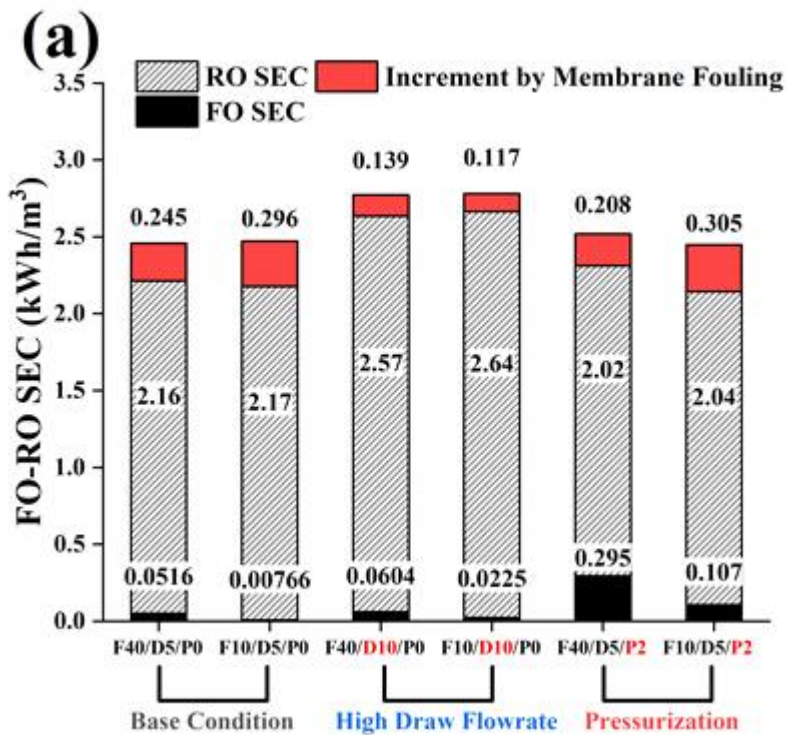 (a)
RO SEC Increment by Membrane Fouling
FO SEC
FO-RO SEC (kWh/m³)
3.5
3.0
2.5
2.0
1.5
1.0
0.5
0.0
0.245 0.296 0.139 0.117 0.208 0.305
2.16 2.17 2.57 2.64 2.02 2.04
0.0516 0.00766 0.0604 0.0225 0.295 0.107
F40/D5/P0 F10/D5/P0 F40/D10/P0 F10/D10/P0 F40/D5/P2 F10/D5/P2
Base Condition High Draw Flowrate Pressurization